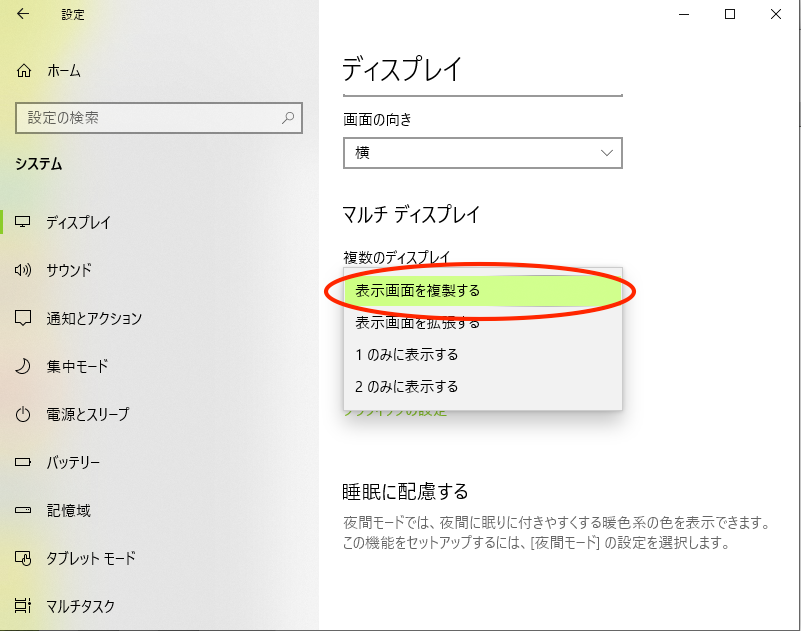 設定
ホーム
設定の検索
システム
ディスプレイ
サウンド
通知とアクション
集中モード
電源とスリープ
バッテリー
記憶域
タブレット モード
マルチタスク
ディスプレイ
画面の向き
横
マルチ ディスプレイ
複数のディスプレイ
表示画面を複製する
表示画面を拡張する
1 のみに表示する
2 のみに表示する
グラフィックの設定
睡眠に配慮する
夜間モードでは、夜間に眠りに付きやすくする暖色系の色を表示できます。
この機能をセットアップするには、[夜間モード] の設定を選択します。